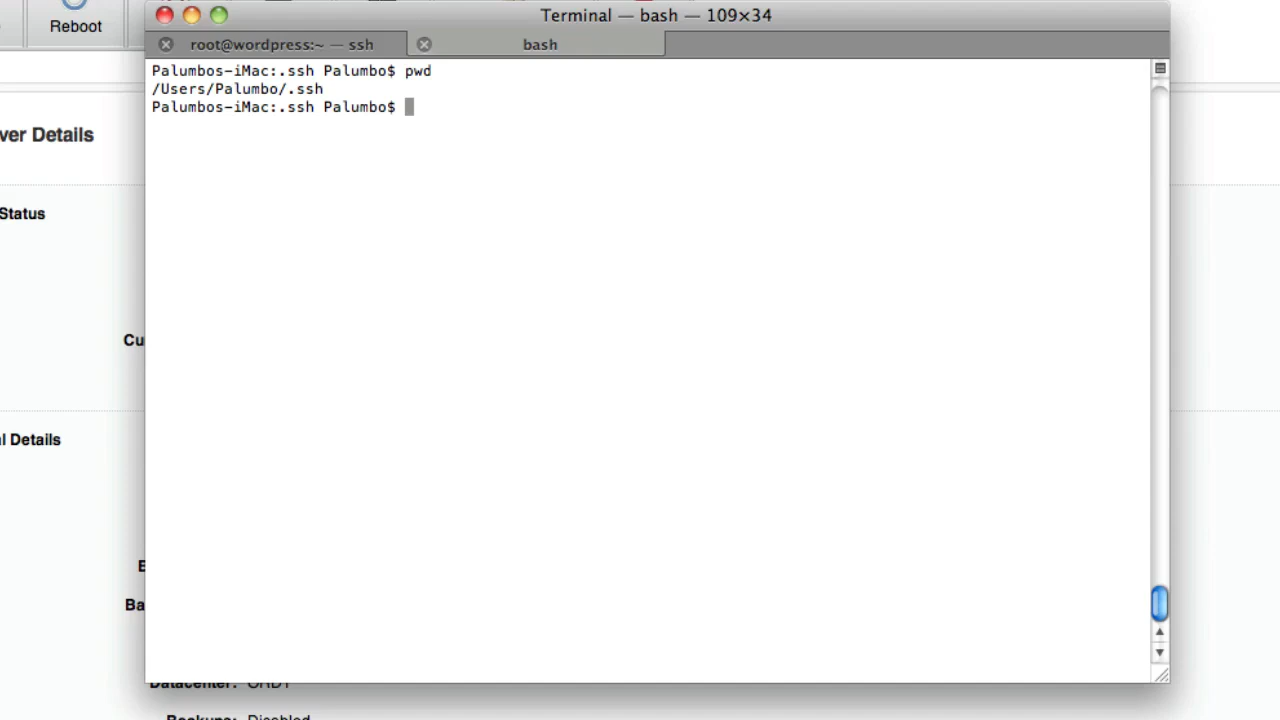 Terminal — bash — 109×34
Reboot
root@wordpress:~ — ssh
bash
Palumbos-iMac:.ssh Palumbo$ pwd
/Users/Palumbo/.ssh
Palumbos-iMac:.ssh Palumbo$
ver Details
Status
Cu
l Details
B
Ba
Datacenter: ORD1
Backups: Disabled